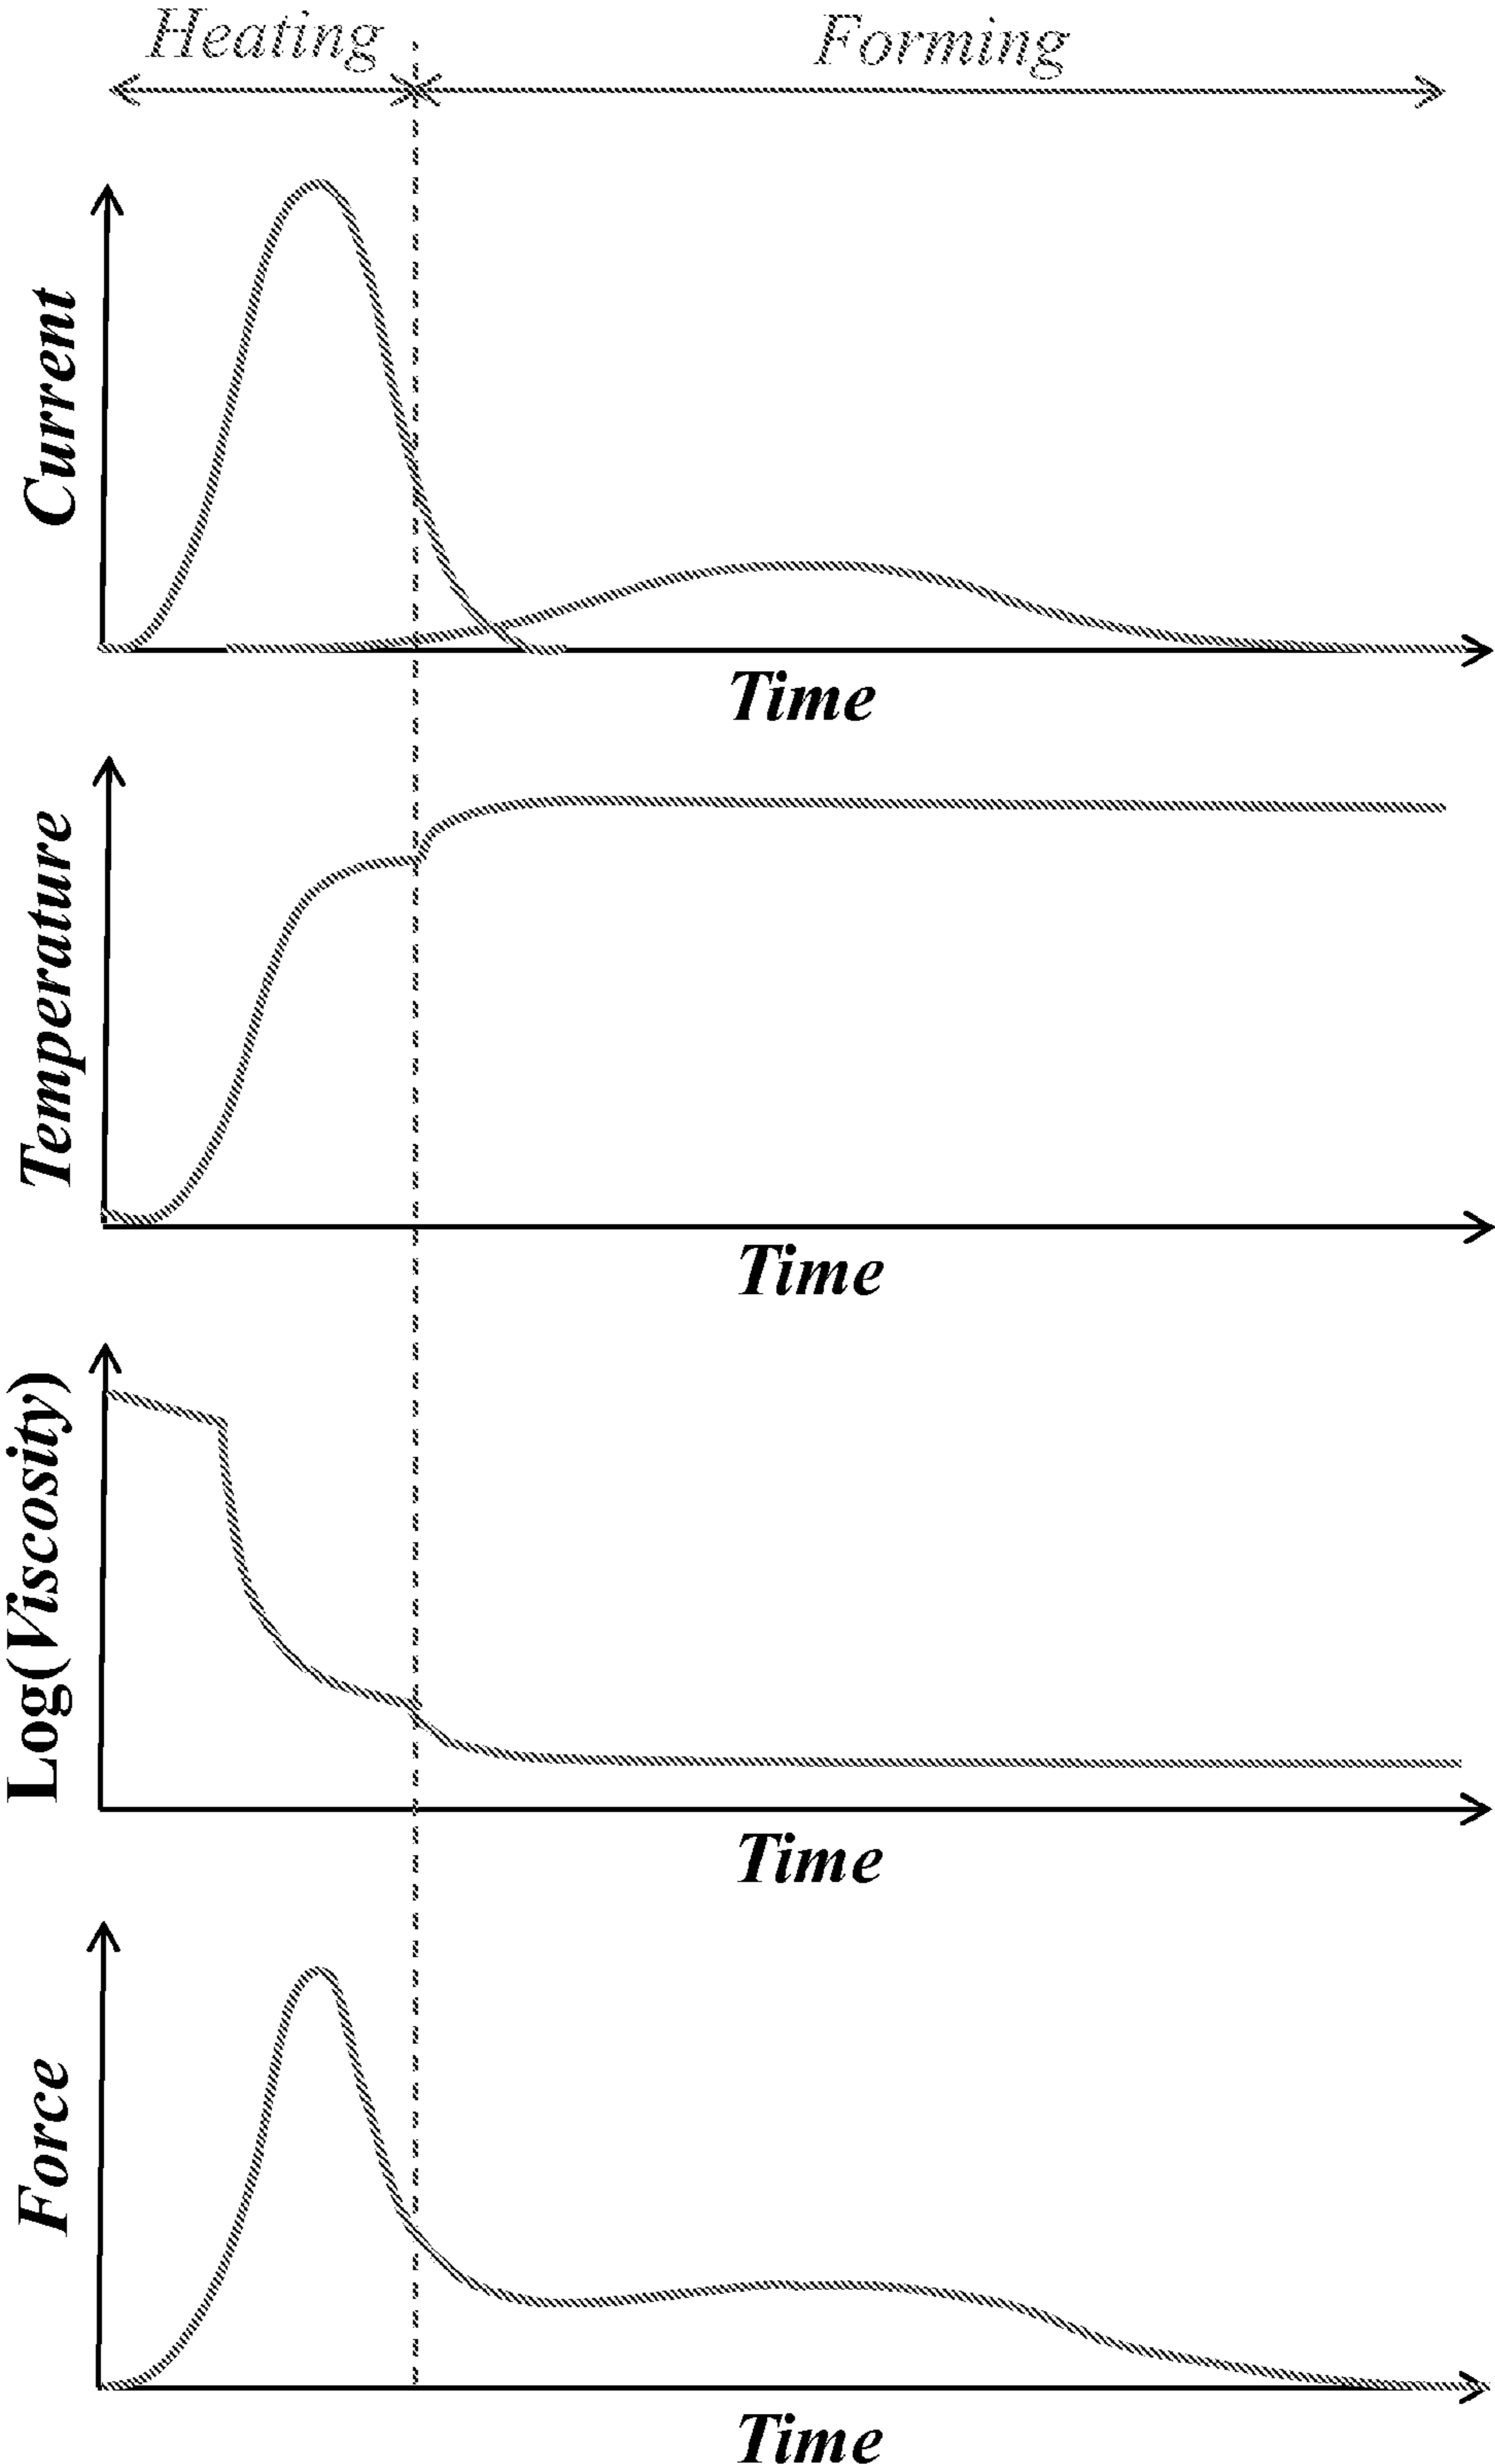 Heating
Forming
Current
Time
Temperature
Time
Log(Viscosity)
Time
Force
Time